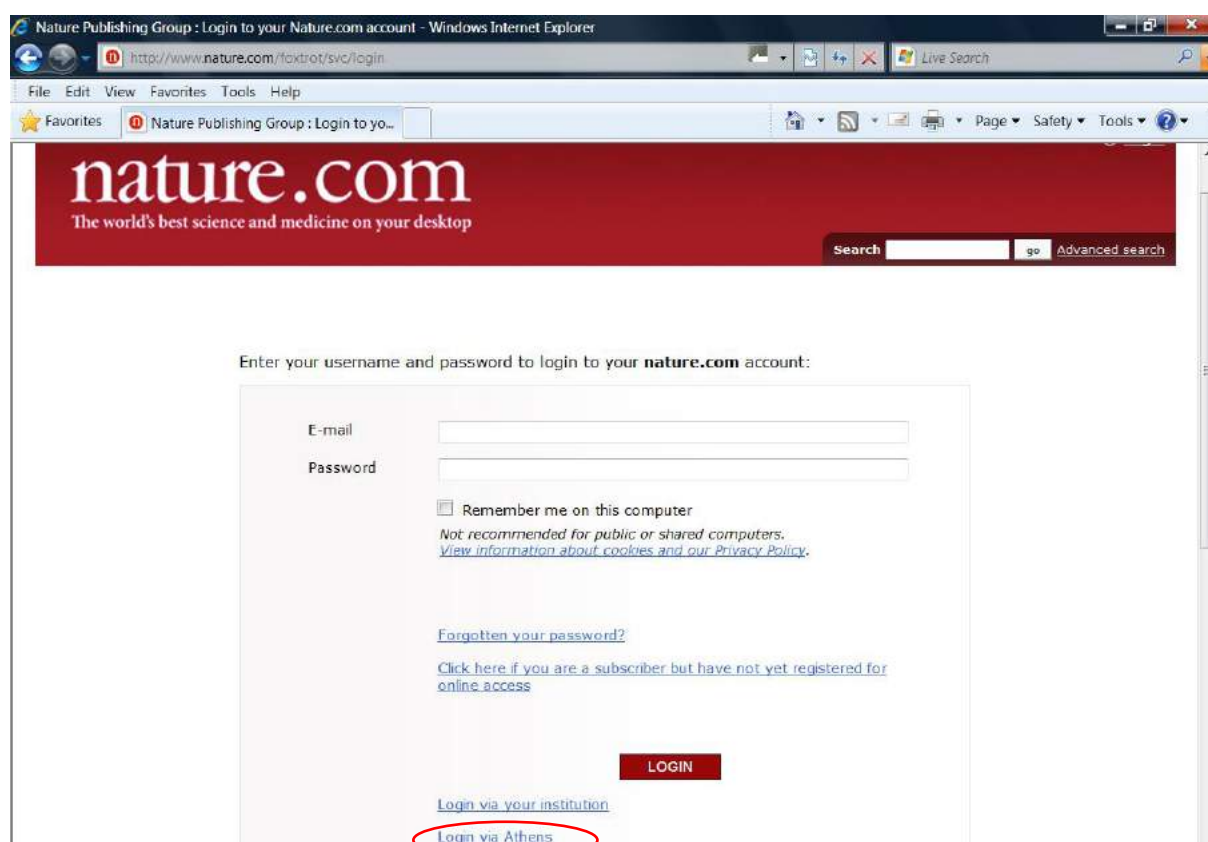 Nature Publishing Group : Login to your Nature.com account - Windows Internet Explorer
http://www.nature.com/foxtrot/svc/login
Live Search
File Edit View Favorites Tools Help
Favorites
Nature Publishing Group : Login to yo...
Page Safety Tools
nature.com
The world's best science and medicine on your desktop
Search go Advanced search
Enter your username and password to login to your nature.com account:
E-mail
Password
Remember me on this computer
Not recommended for public or shared computers.
View information about cookies and our Privacy Policy.
Forgotten your password?
Click here if you are a subscriber but have not yet registered for
online access
LOGIN
Login via your institution
Login via Athens